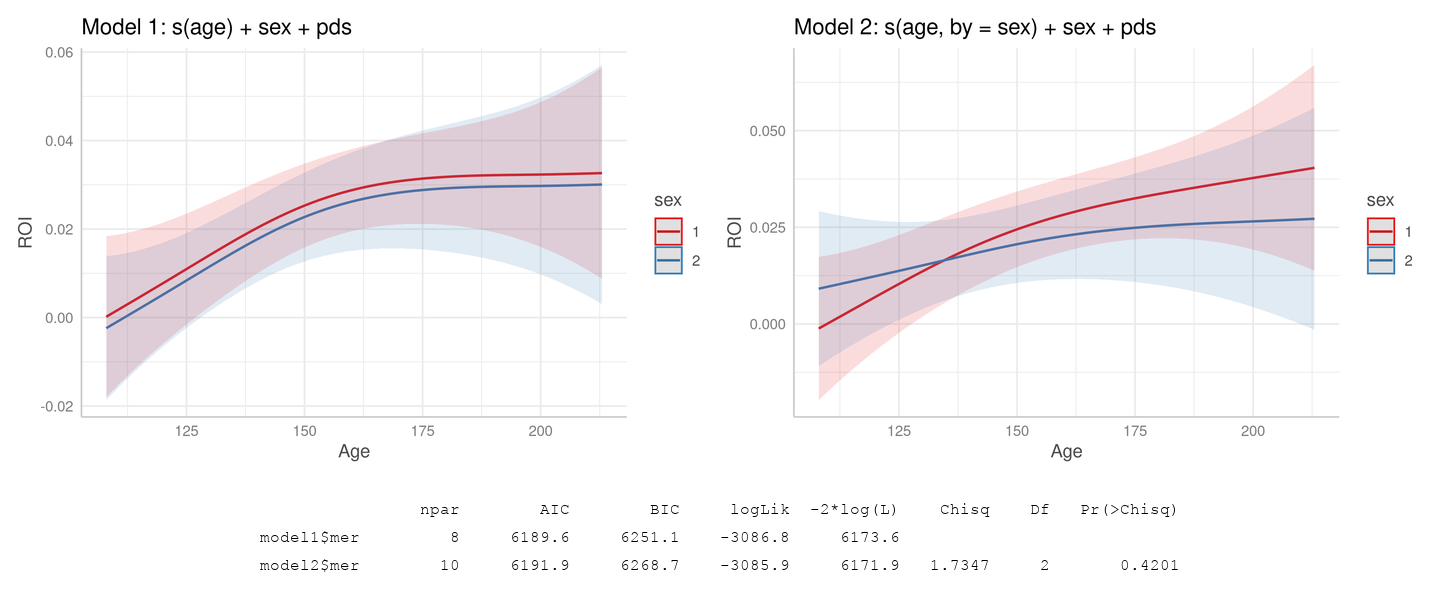 Model 1: s(age) + sex + pds
0.06
0.04
0.02
0.00
-0.02
ROI
125 150 175 200
Age
sex
1
2
Model 2: s(age, by = sex) + sex + pds
0.050
0.025
0.000
ROI
125 150 175 200
Age
sex
1
2
npar AIC BIC logLik -2*log(L) Chisq Df Pr(>Chisq)
model1$mer 8 6189.6 6251.1 -3086.8 6173.6
model2$mer 10 6191.9 6268.7 -3085.9 6171.9 1.7347 2 0.4201